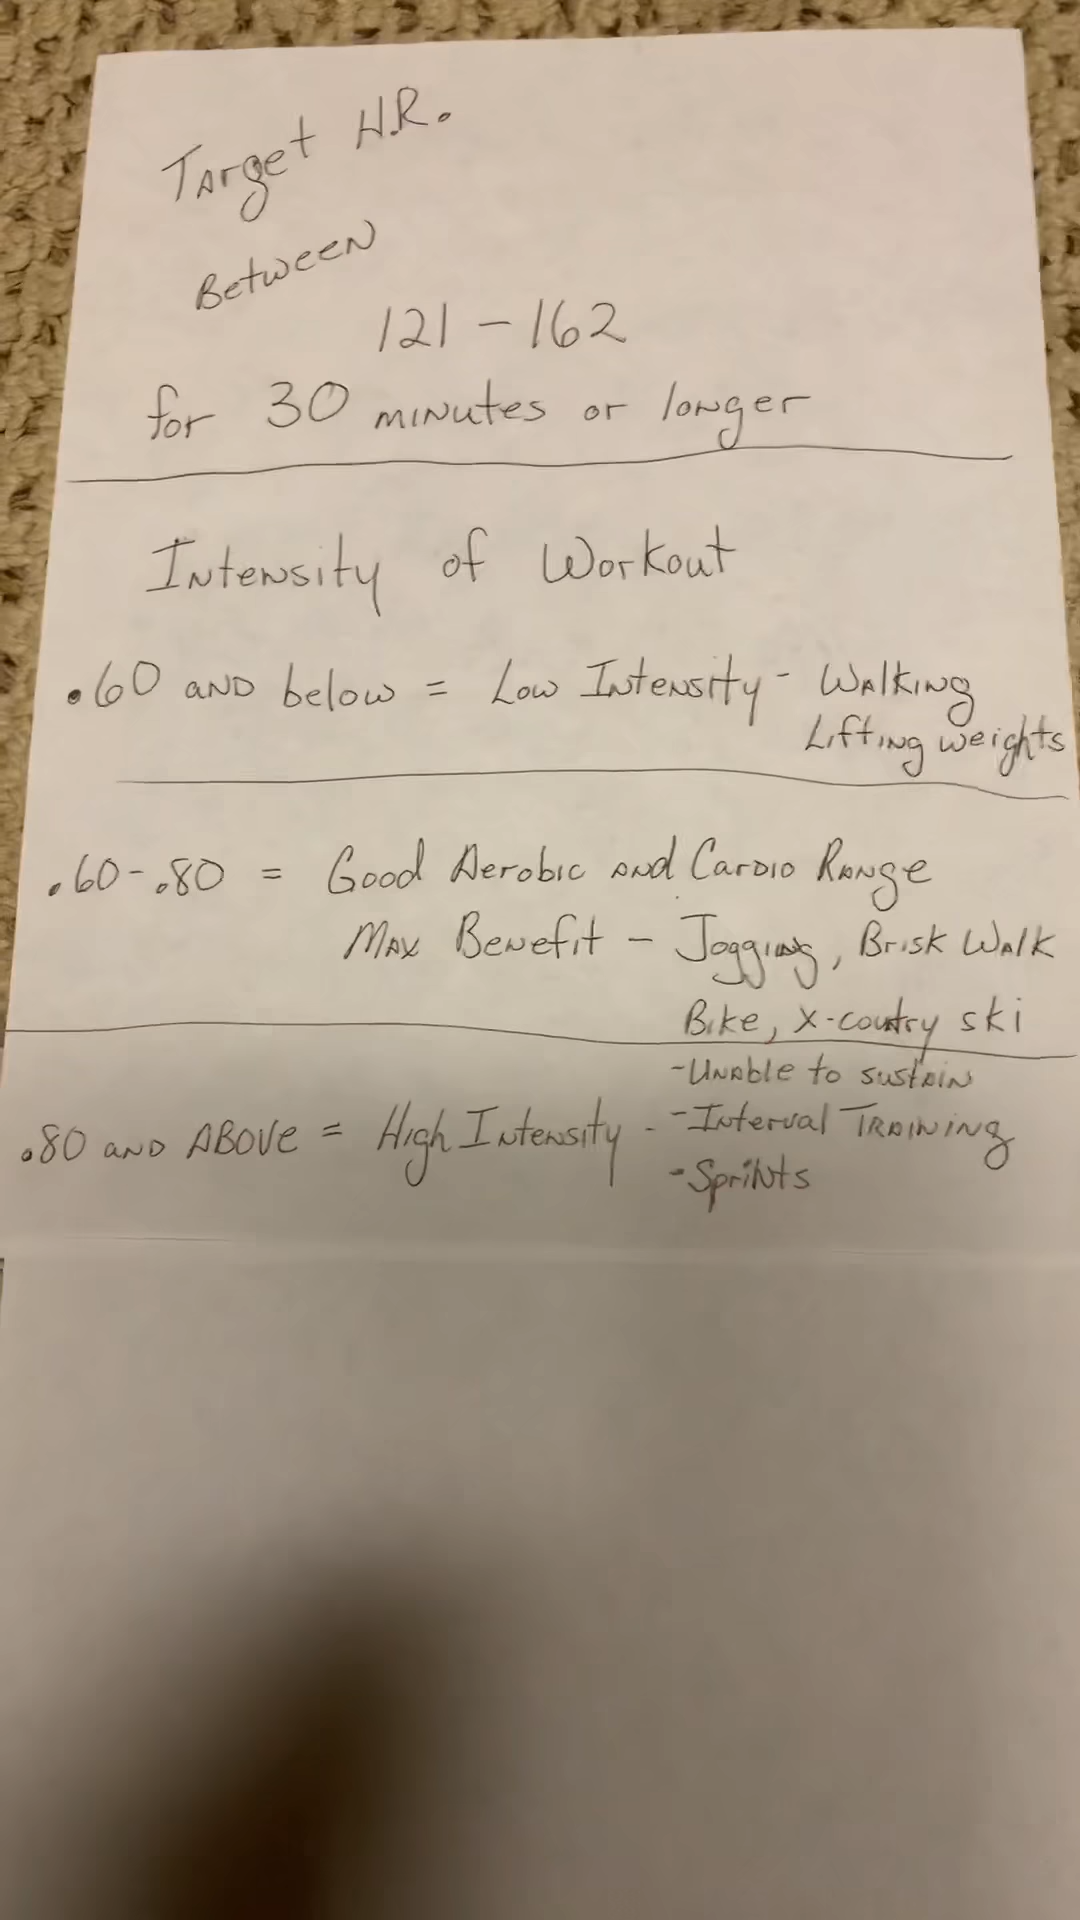 Target H.R.
Between
121 - 162
for 30 minutes or longer
Intensity of Workout
.60 and below = Low Intensity - Walking
Lifting weights
.60-.80 = Good Aerobic and Cardio Range
Max Benefit - Jogging, Brisk Walk
Bike, X-coutry ski
-Unable to sustain
.80 and ABOVE = High Intensity - -Interval Training
-Sprints